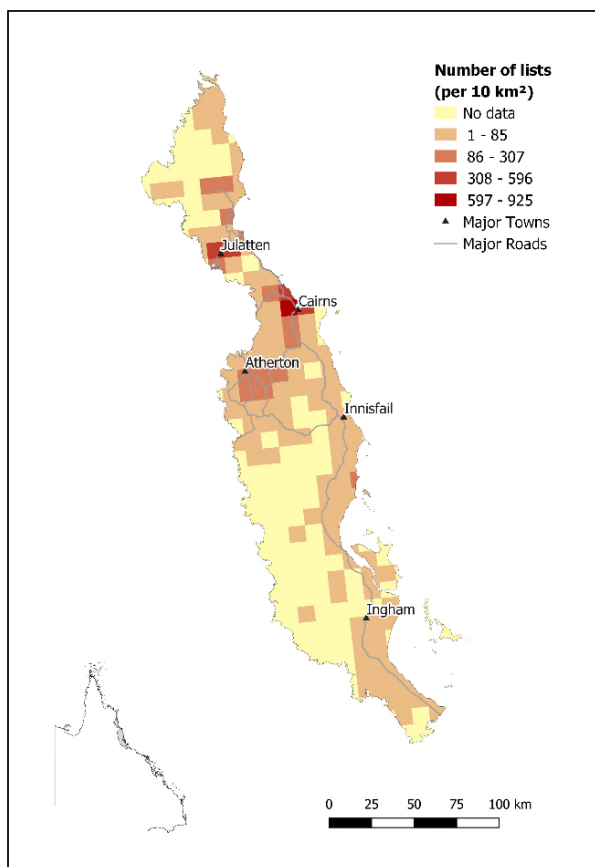 Number of lists
(per 10 km²)
No data
1 - 85
86 - 307
308 - 596
597 - 925
Major Towns
Major Roads
Julatten
Cairns
Atherton
Innisfail
Ingham
0 25 50 75 100 km